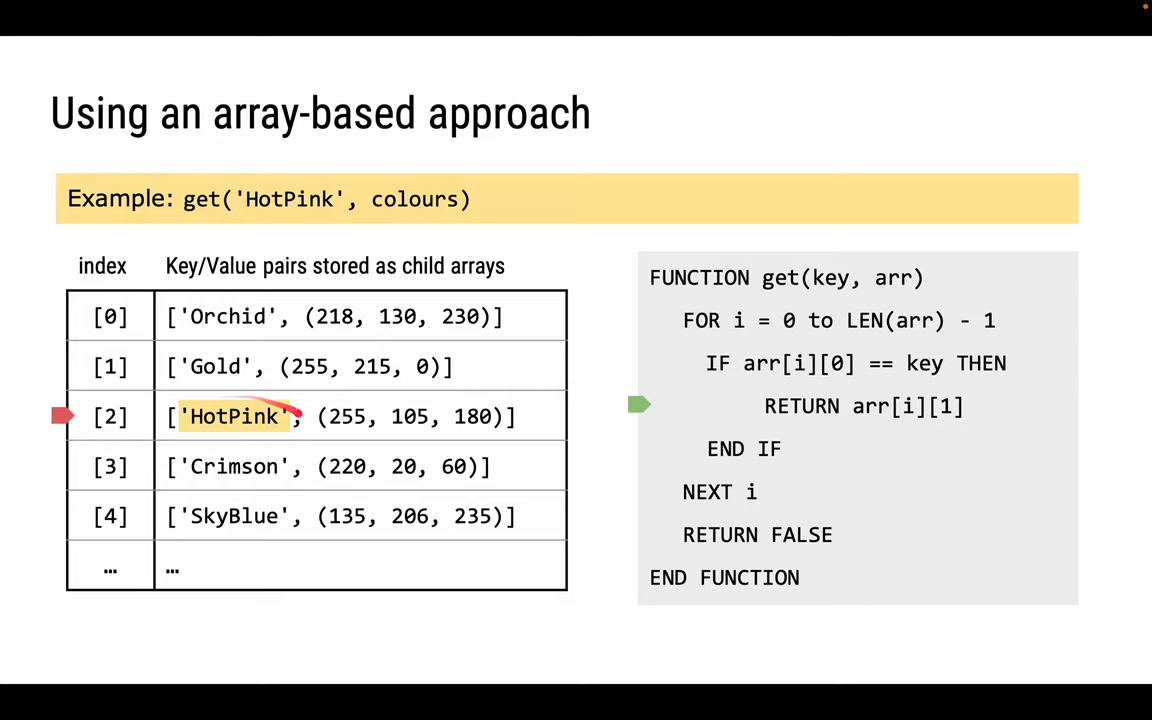 Using an array-based approach
Example: get('HotPink', colours)
index Key/Value pairs stored as child arrays
[0] ['Orchid', (218, 130, 230)]
[1] ['Gold', (255, 215, 0)]
[2] ['HotPink', (255, 105, 180)]
[3] ['Crimson', (220, 20, 60)]
[4] ['SkyBlue', (135, 206, 235)]
… …
FUNCTION get(key, arr)
FOR i = 0 to LEN(arr) - 1
IF arr[i][0] == key THEN
RETURN arr[i][1]
END IF
NEXT i
RETURN FALSE
END FUNCTION